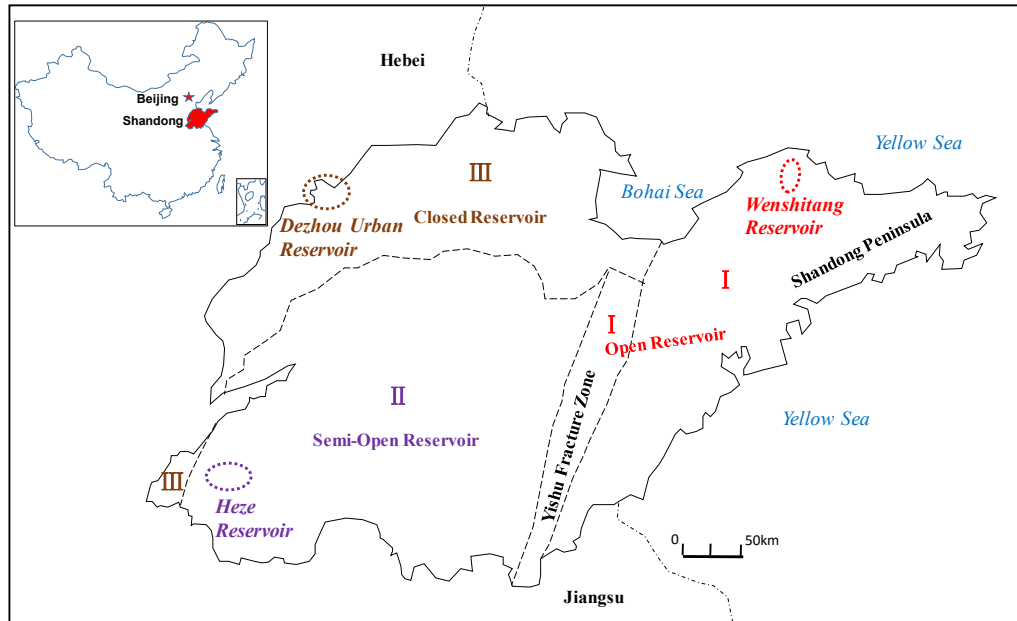 Beijing
Shandong
Hebei
Yellow Sea
III
Bohai Sea
Closed Reservoir
Dezhou Urban
Reservoir
Wenshitang
Reservoir
Shandong Peninsula
I
I
Open Reservoir
II
Semi-Open Reservoir
Yishu Fracture Zone
Yellow Sea
III
Heze
Reservoir
0 50km
Jiangsu